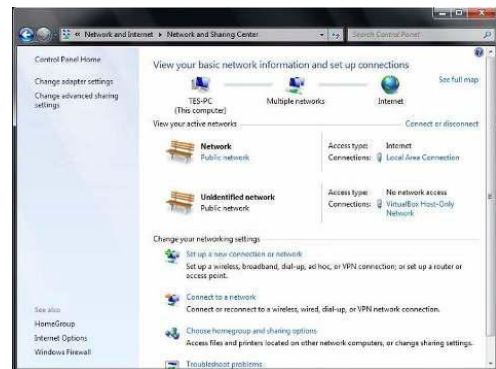 « Network and Internet ▸ Network and Sharing Center
Search Control Panel
Control Panel Home
Change adapter settings
Change advanced sharing
settings
See also
HomeGroup
Internet Options
Windows Firewall
View your basic network information and set up connections
See full map
TES-PC
(This computer)
Multiple networks
Internet
View your active networks
Connect or disconnect
Network
Public network
Access type: Internet
Connections: Local Area Connection
Unidentified network
Public network
Access type: No network access
Connections: VirtualBox Host-Only
Network
Change your networking settings
Set up a new connection or network
Set up a wireless, broadband, dial-up, ad hoc, or VPN connection; or set up a router or
access point.
Connect to a network
Connect or reconnect to a wireless, wired, dial-up, or VPN network connection.
Choose homegroup and sharing options
Access files and printers located on other network computers, or change sharing settings.
Troubleshoot problems